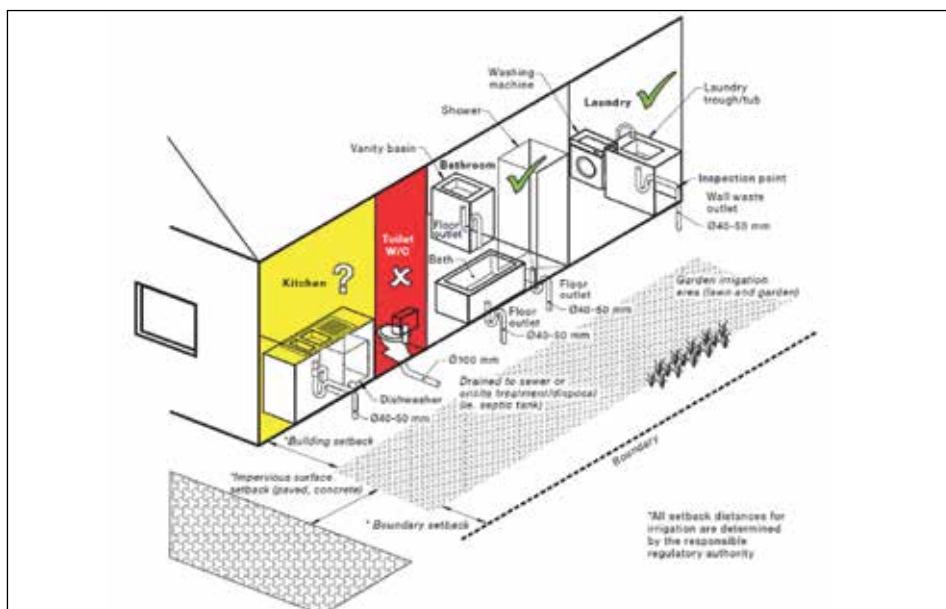 Washing
machine
Laundry
Laundry
trough/tub
Shower
Vanity basin
Bathroom
Inspection point
Wall waste
outlet
Ø40-50 mm
Floor
outlet
Toilet
W/C
X
Kitchen
?
Bath
Floor
outlet
Ø40-50 mm
Garden irrigation
area (lawn and garden)
Floor
outlet
Ø40-50 mm
Ø100 mm
Drained to sewer or
onsite treatment/disposal
(ie. septic tank)
Dishwasher
Ø40-50 mm
*Building setback
Boundary
*Impervious surface
setback (paved, concrete)
* Boundary setback
*All setback distances for
irrigation are determined
by the responsible
regulatory authority